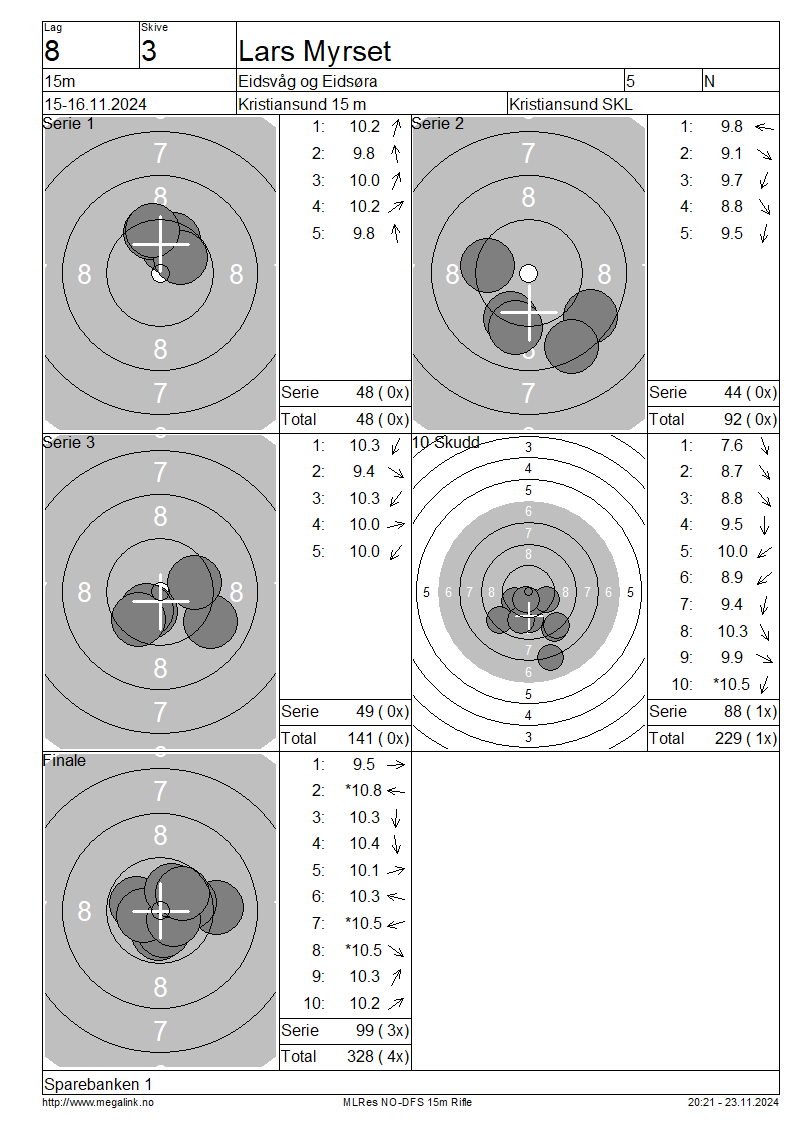 Lag
Skive
8
3
Lars Myrset
15m
Eidsvåg og Eidsøra
5
N
15-16.11.2024
Kristiansund 15 m
Kristiansund SKL
Serie 1
7
8
8
8
8
7
1: 10.2
2: 9.8
3: 10.0
4: 10.2
5: 9.8
Serie 48 ( 0x)
Total 48 ( 0x)
Serie 2
7
8
8
8
8
7
1: 9.8
2: 9.1
3: 9.7
4: 8.8
5: 9.5
Serie 44 ( 0x)
Total 92 ( 0x)
Serie 3
7
8
8
8
8
7
1: 10.3
2: 9.4
3: 10.3
4: 10.0
5: 10.0
Serie 49 ( 0x)
Total 141 ( 0x)
10 Skudd
3
4
5
6
7
8
5 6 7 8 8 7 6 5
7
6
5
4
3
1: 7.6
2: 8.7
3: 8.8
4: 9.5
5: 10.0
6: 8.9
7: 9.4
8: 10.3
9: 9.9
10: *10.5
Serie 88 ( 1x)
Total 229 ( 1x)
Finale
7
8
8
8
7
1: 9.5
2: *10.8
3: 10.3
4: 10.4
5: 10.1
6: 10.3
7: *10.5
8: *10.5
9: 10.3
10: 10.2
Serie 99 ( 3x)
Total 328 ( 4x)
Sparebanken 1
http://www.megalink.no
MLRes NO-DFS 15m Rifle
20:21 - 23.11.2024